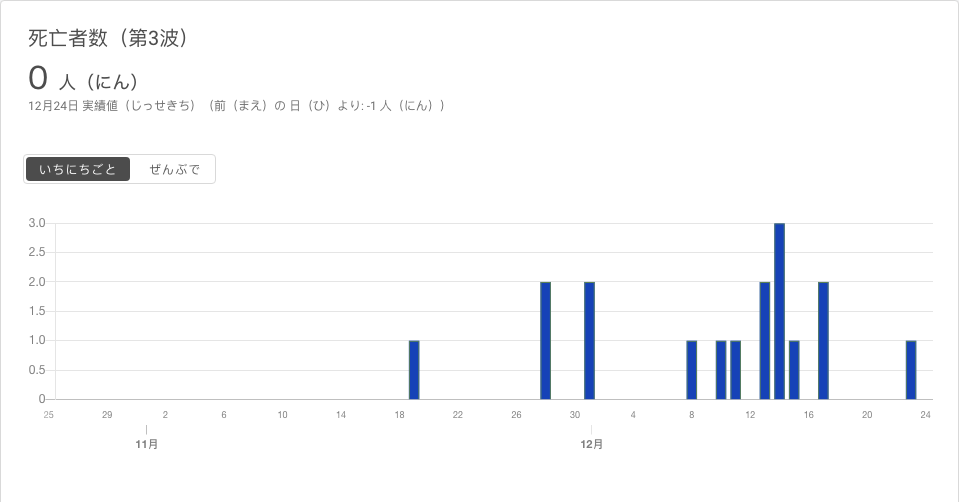 死亡者数（第3波）
0 人（にん）
12月24日 実績値（じっせきち）（前（まえ）の 日（ひ）より: -1 人（にん））
いちにちごと ぜんぶで
3.0
2.5
2.0
1.5
1.0
0.5
0
25 29 2 6 10 14 18 22 26 30 4 8 12 16 20 24
11月 12月